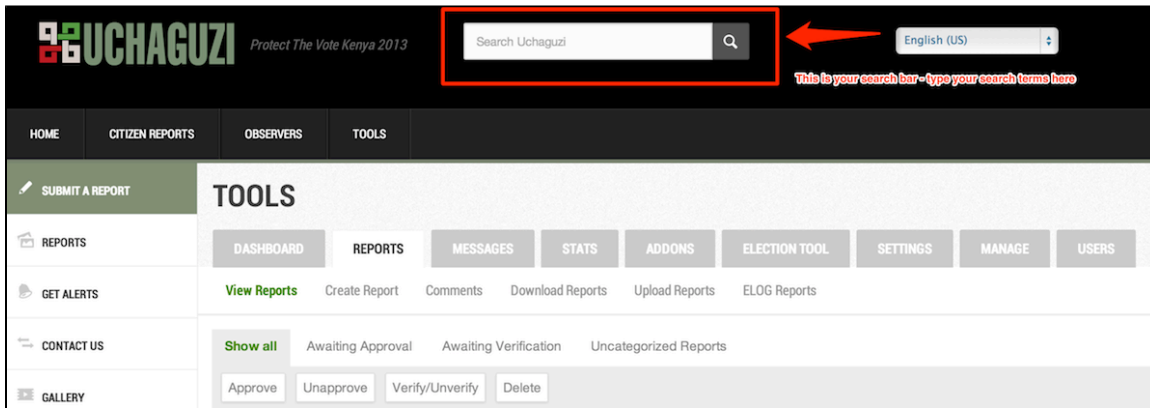 UCHAGUZI Protect The Vote Kenya 2013 Search Uchaguzi English (US)
This is your search bar - type your search terms here
HOME CITIZEN REPORTS OBSERVERS TOOLS
SUBMIT A REPORT
REPORTS
GET ALERTS
CONTACT US
GALLERY
TOOLS
DASHBOARD REPORTS MESSAGES STATS ADDONS ELECTION TOOL SETTINGS MANAGE USERS
View Reports Create Report Comments Download Reports Upload Reports ELOG Reports
Show all Awaiting Approval Awaiting Verification Uncategorized Reports
Approve Unapprove Verify/Unverify Delete